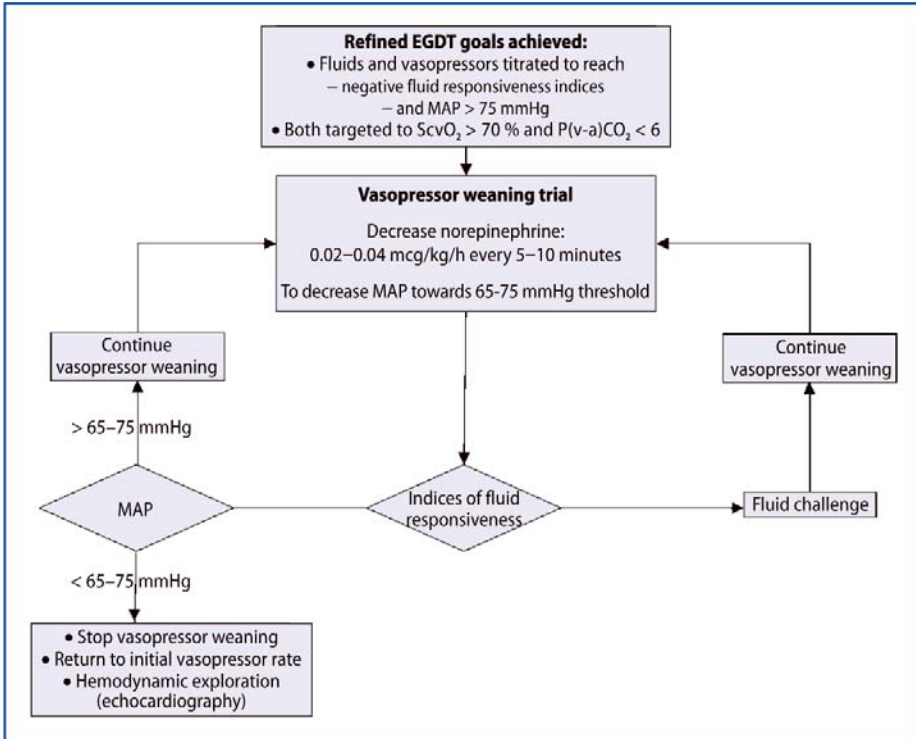 Refined EGDT goals achieved:
• Fluids and vasopressors titrated to reach
– negative fluid responsiveness indices
– and MAP > 75 mmHg
• Both targeted to ScvO₂ > 70 % and P(v-a)CO₂ < 6
Vasopressor weaning trial
Decrease norepinephrine:
0.02–0.04 mcg/kg/h every 5–10 minutes
To decrease MAP towards 65-75 mmHg threshold
Continue
vasopressor weaning
Continue
vasopressor weaning
> 65–75 mmHg
MAP
Indices of fluid
responsiveness
Fluid challenge
< 65–75 mmHg
• Stop vasopressor weaning
• Return to initial vasopressor rate
• Hemodynamic exploration
(echocardiography)